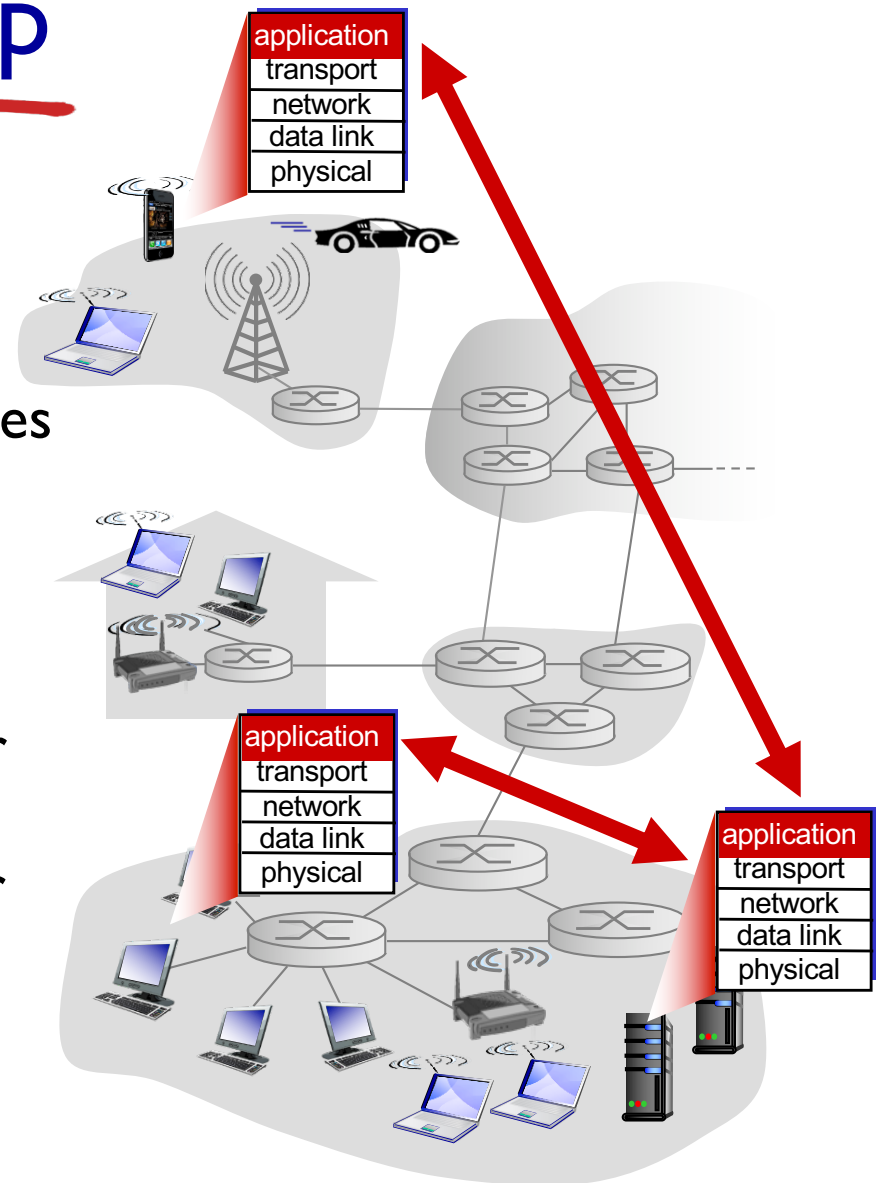 p
application
transport
network
data link
physical
es
application
transport
network
data link
physical
application
transport
network
data link
physical